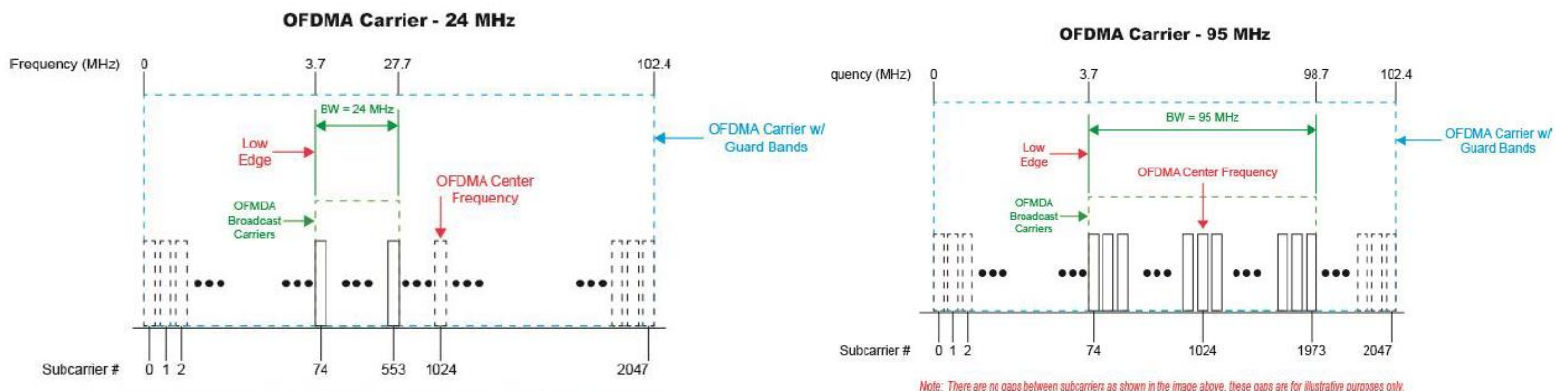 OFDMA Carrier - 24 MHz
Frequency (MHz) 0 3.7 27.7 102.4
BW = 24 MHz
Low
Edge
OFDMA Carrier w/
Guard Bands
OFDMA Center
Frequency
OFMDA
Broadcast
Carriers
Subcarrier # 0 1 2 74 553 1024 2047
OFDMA Carrier - 95 MHz
quency (MHz) 0 3.7 98.7 102.4
BW = 95 MHz
Low
Edge
OFDMA Carrier w/
Guard Bands
OFDMA Center Frequency
OFMDA
Broadcast
Carriers
Subcarrier # 0 1 2 74 1024 1973 2047
Note: There are no gaps between subcarriers as shown in the image above, these gaps are for illustrative purposes only.